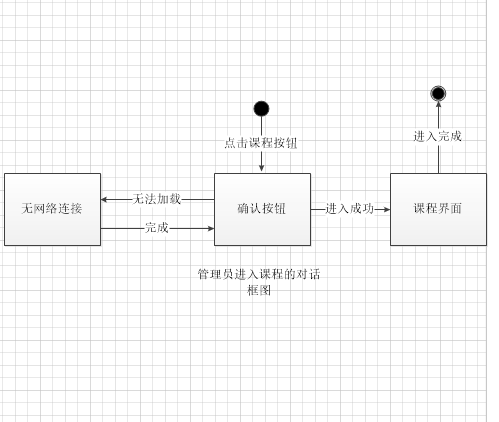 进入完成
点击课程按钮
无网络连接
无法加载
完成
确认按钮
进入成功
课程界面
管理员进入课程的对话
框图